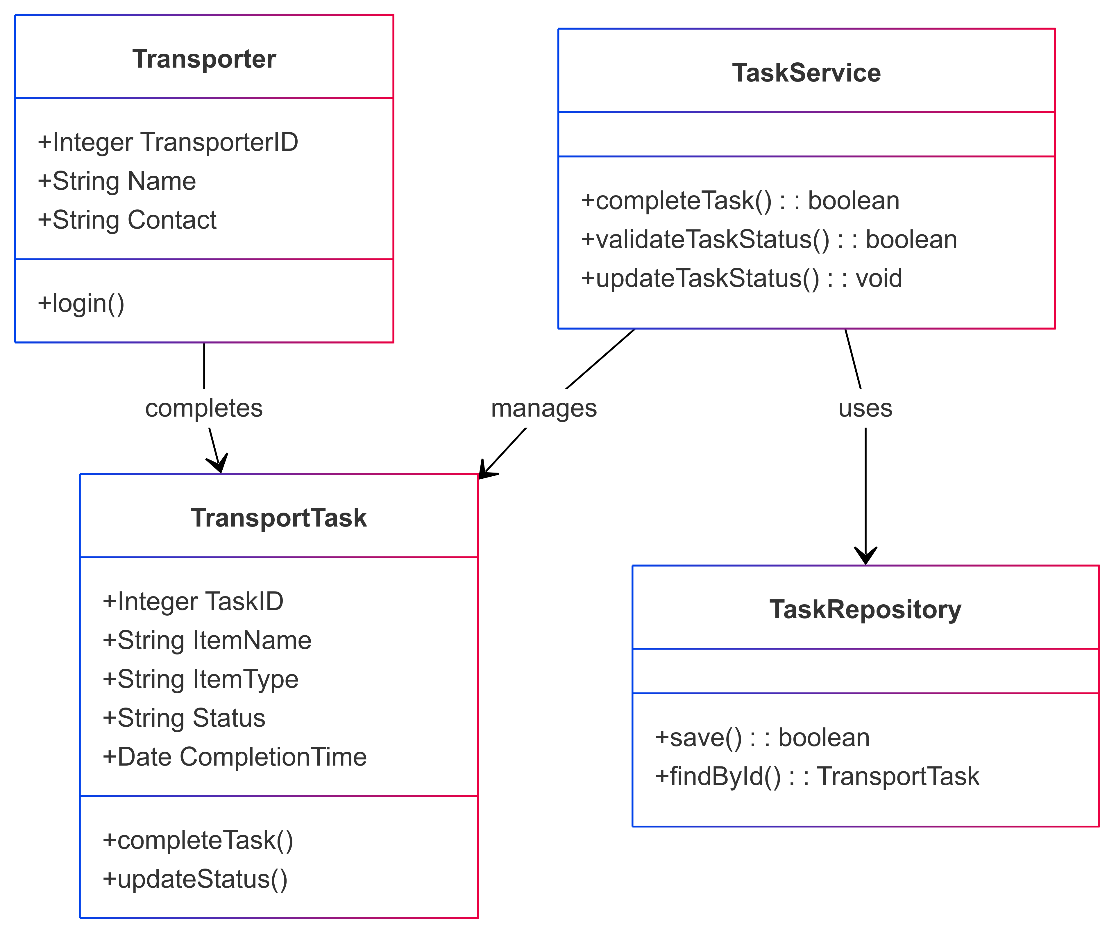 Transporter
+Integer TransporterID
+String Name
+String Contact
+login()
TaskService
+completeTask() : : boolean
+validateTaskStatus() : : boolean
+updateTaskStatus() : : void
completes
manages
uses
TransportTask
+Integer TaskID
+String ItemName
+String ItemType
+String Status
+Date CompletionTime
+completeTask()
+updateStatus()
TaskRepository
+save() : : boolean
+findById() : : TransportTask